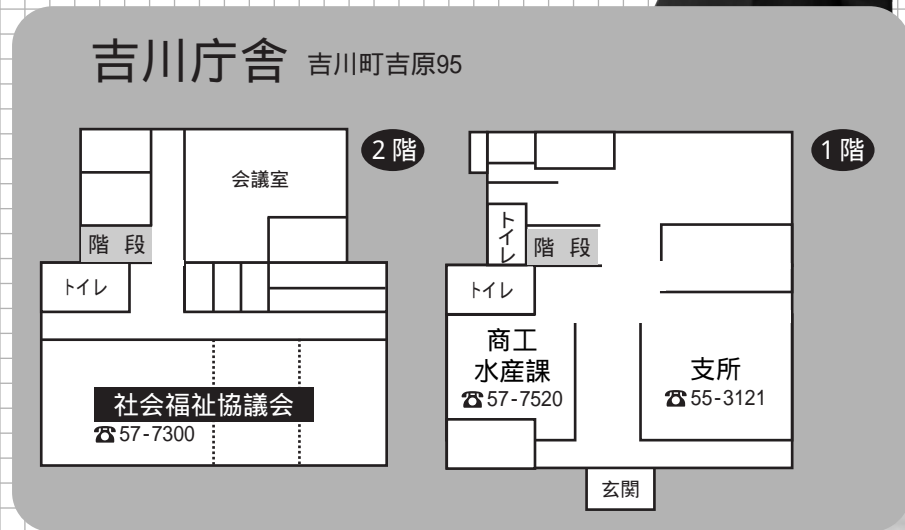 吉川庁舎 吉川町吉原95
2階
会議室
階段
トイレ
社会福祉協議会
☎57-7300
1階
トイレ
階段
トイレ
商工
水産課
☎57-7520
支所
☎55-3121
玄関